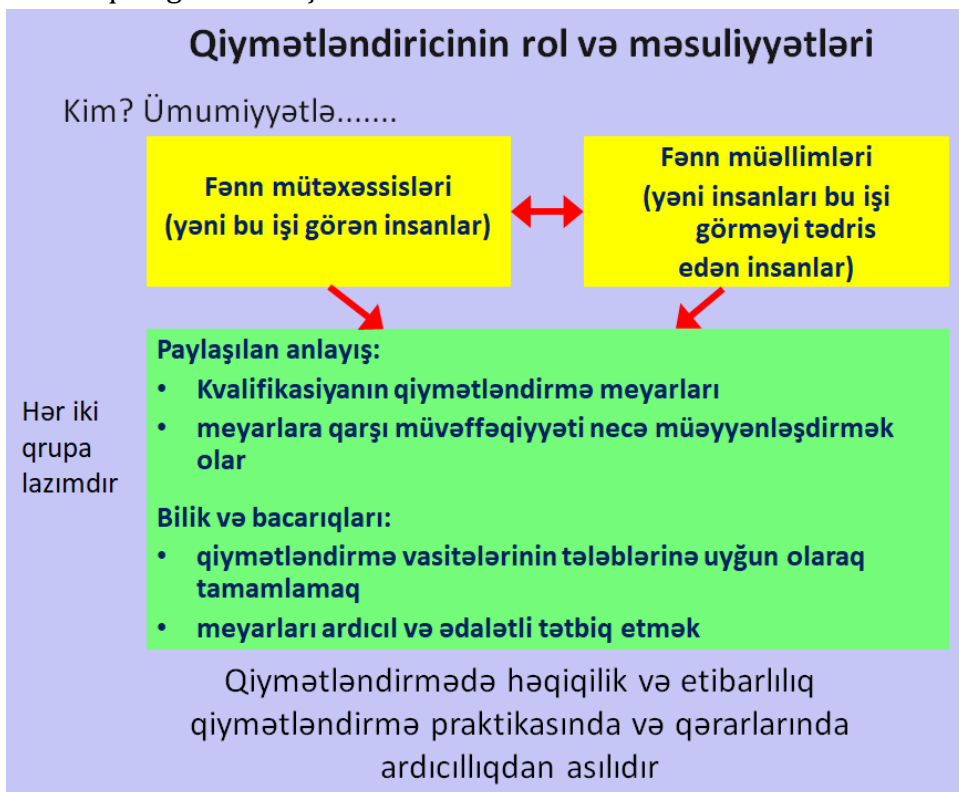 Qiymətləndiricinin rol və məsuliyyətləri
Kim? Ümumiyyətlə.......
Fənn mütəxəssisləri
(yəni bu işi görən insanlar)
Fənn müəllimləri
(yəni insanları bu işi
görməyi tədris
edən insanlar)
Hər iki
qrupa
lazımdır
Paylaşılan anlayış:
• Kvalifikasiyanın qiymətləndirmə meyarları
• meyarlara qarşı müvəffəqiyyəti necə müəyyənləşdirmək
olar
Bilik və bacarıqları:
• qiymətləndirmə vasitələrinin tələblərinə uyğun olaraq
tamamlamaq
• meyarları ardıcıl və ədalətli tətbiq etmək
Qiymətləndirmədə həqiqilik və etibarlılıq
qiymətləndirmə praktikasında və qərarlarında
ardıcıllıqdan asılıdır